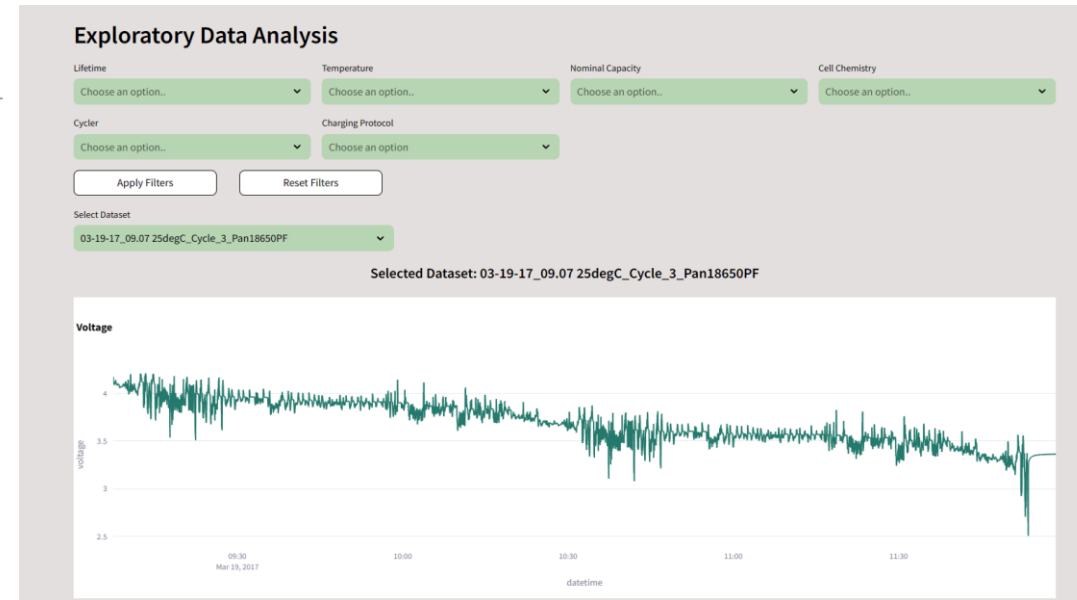 Exploratory Data Analysis
Lifetime Temperature Nominal Capacity Cell Chemistry
Choose an option.. Choose an option.. Choose an option.. Choose an option..
Cycler Charging Protocol
Choose an option.. Choose an option
Apply Filters Reset Filters
Select Dataset
03-19-17_09.07 25degC_Cycle_3_Pan18650PF
Selected Dataset: 03-19-17_09.07 25degC_Cycle_3_Pan18650PF
Voltage
4
3.5
voltage
3
2.5
09:30 10:00 10:30 11:00 11:30
Mar 19, 2017
datetime